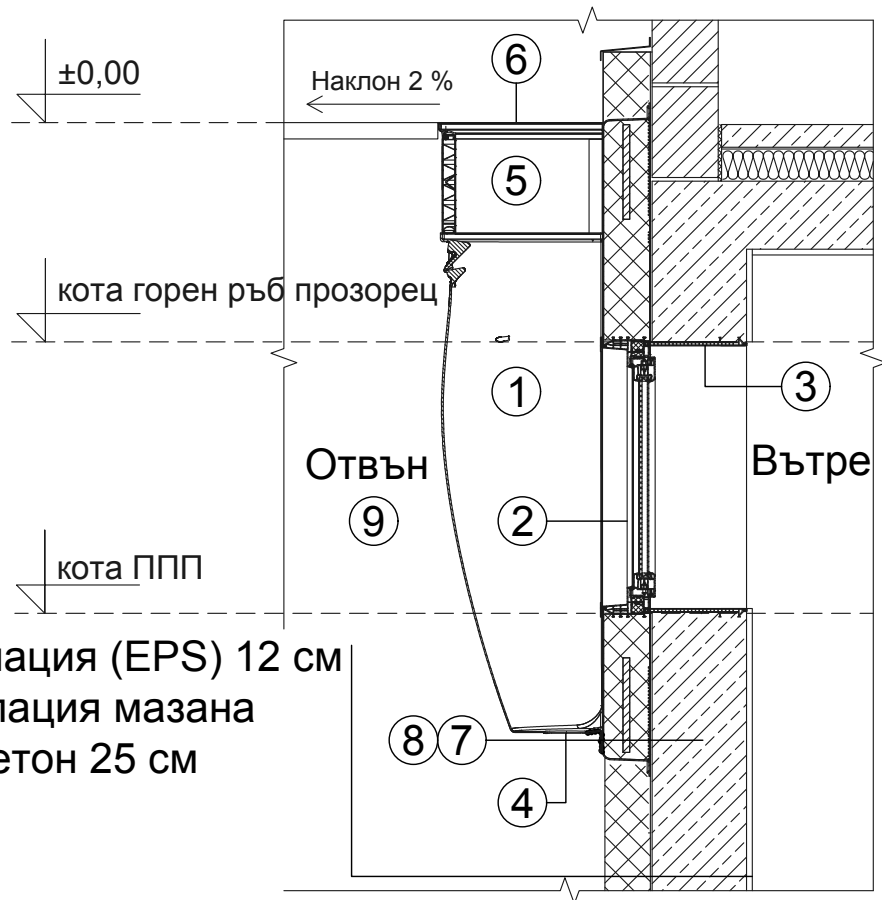 ±0,00
Наклон 2 %
6
5
кота горен ръб прозорец
1
3
Отвън
Вътре
9
2
кота ППП
ация (EPS) 12 см
лация мазана
етон 25 см
8 7
4